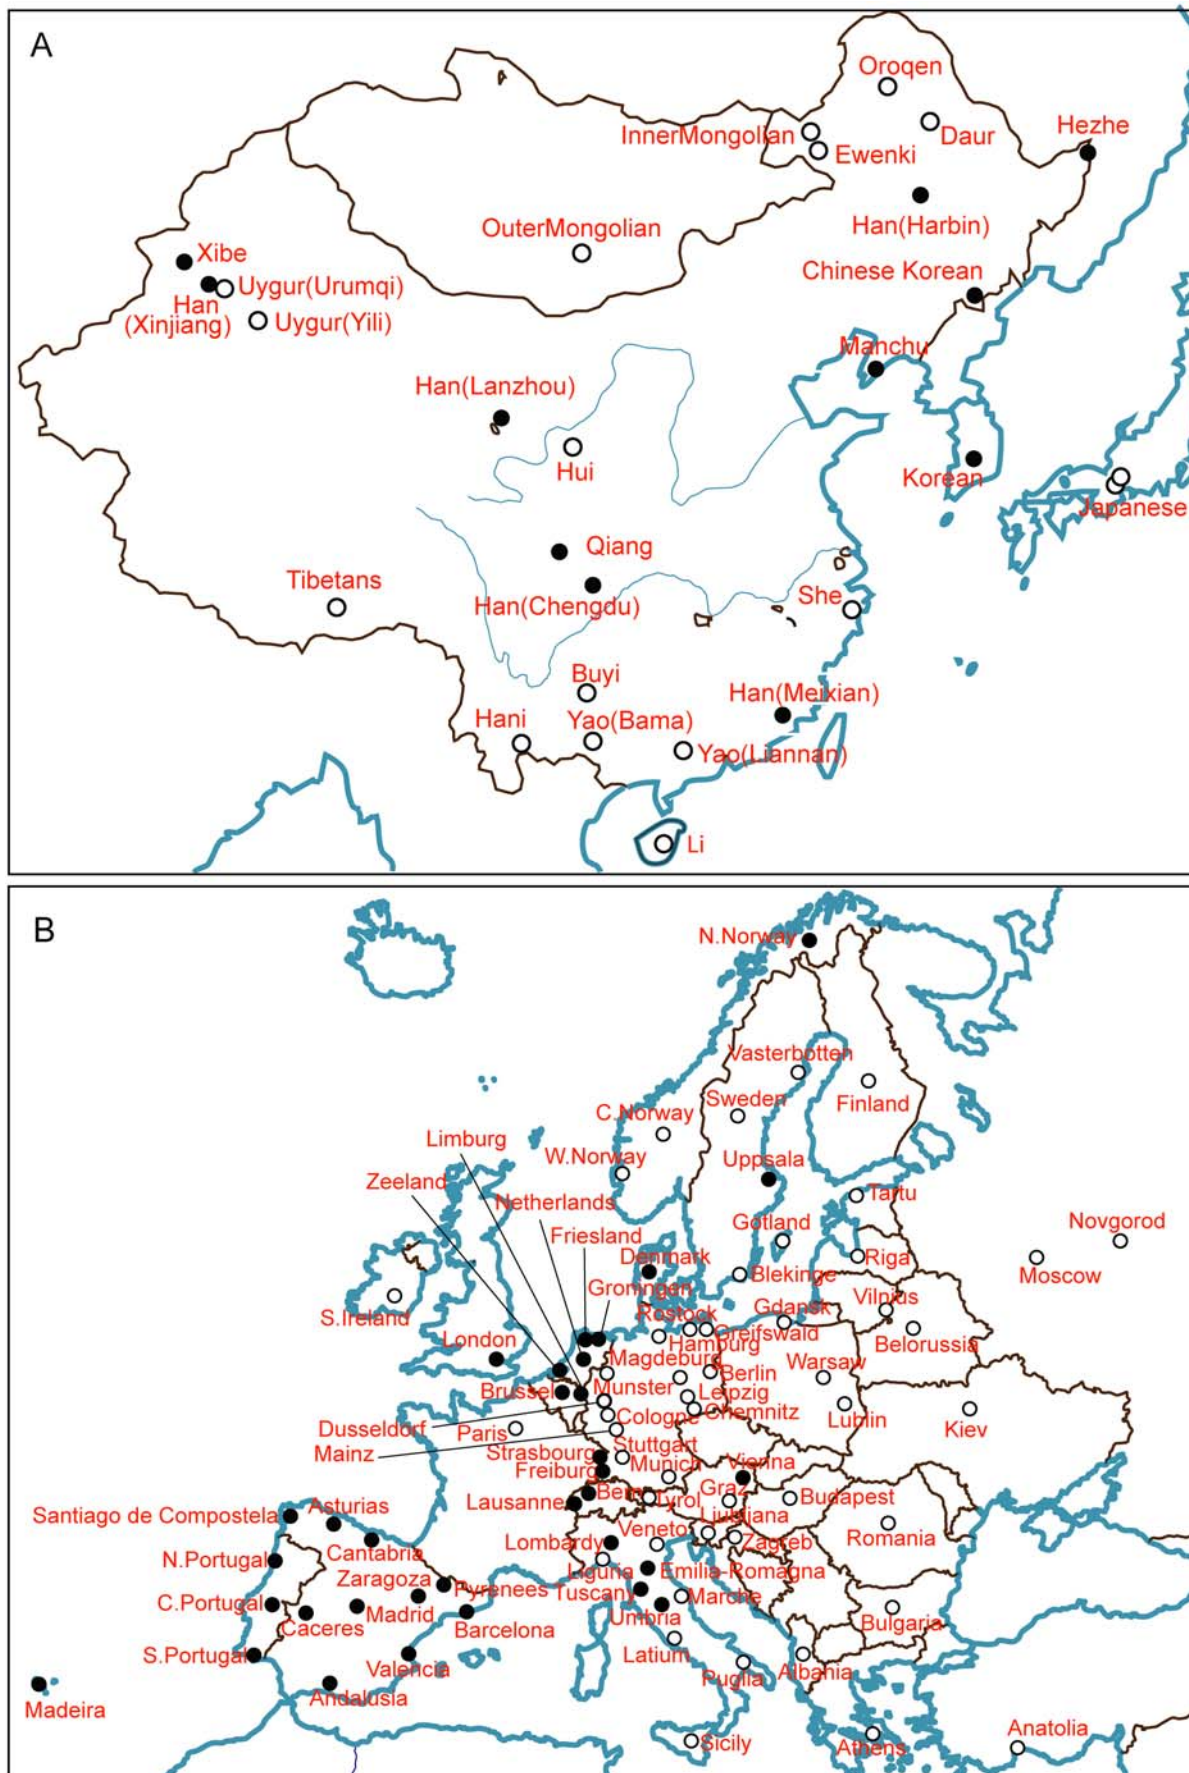 A
Oroqen
InnerMongolian
Daur
Hezhe
Ewenki
Han(Harbin)
OuterMongolian
Xibe
Chinese Korean
Uygur(Urumqi)
Han
(Xinjiang)
Uygur(Yili)
Manchu
Han(Lanzhou)
Hui
Korean
Japanese
Qiang
Tibetans
She
Han(Chengdu)
Buyi
Han(Meixian)
Hani
Yao(Bama)
Yao(Liannan)
Li
B
N.Norway
Vasterbotten
Sweden
Finland
C.Norway
Limburg
W.Norway
Uppsala
Zeeland
Netherlands
Tartu
Friesland
Gotland
Novgorod
Denmark
Riga
Moscow
Groningen
Blekinge
S.Ireland
Rostock
Gdansk
Vilnius
London
Hamburg
Greifswald
Belorussia
Magdeburg
Berlin
Warsaw
Brussel
Munster
Leipzig
Dusseldorf
Cologne
Chemnitz
Lublin
Kiev
Paris
Mainz
Strasbourg
Stuttgart
Freiburg
Munich
Vienna
Bern
Graz
Lausanne
Tyrol
Budapest
Santiago de Compostela
Asturias
Ljubljana
Veneto
Romania
Cantabria
Lombardy
Zagreb
N.Portugal
Zaragoza
Pyrenees
Liguria
Emilia-Romagna
Tuscany
Marche
C.Portugal
Caceres
Madrid
Barcelona
Umbria
Bulgaria
S.Portugal
Valencia
Latium
Puglia
Albania
Madeira
Andalusia
Sicily
Athens
Anatolia